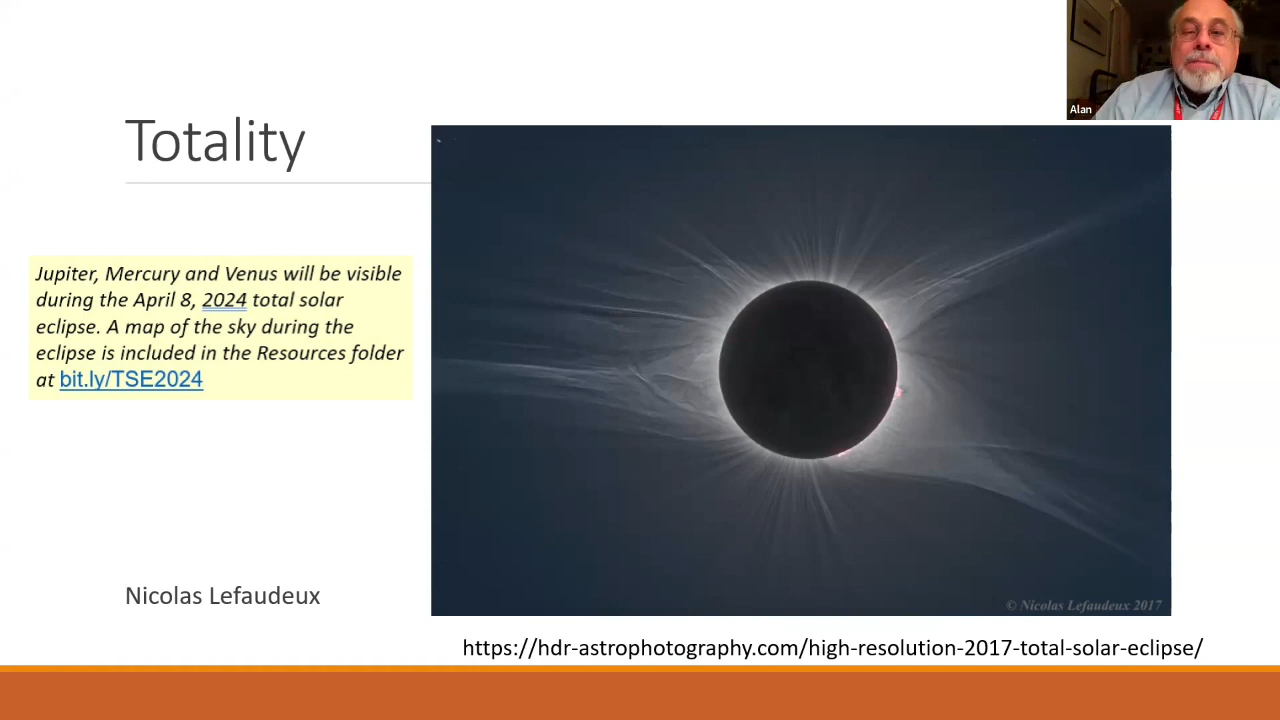 Alan
Totality
Jupiter, Mercury and Venus will be visible
during the April 8, 2024 total solar
eclipse. A map of the sky during the
eclipse is included in the Resources folder
at bit.ly/TSE2024
Nicolas Lefaudeux
© Nicolas Lefaudeux 2017
https://hdr-astrophotography.com/high-resolution-2017-total-solar-eclipse/